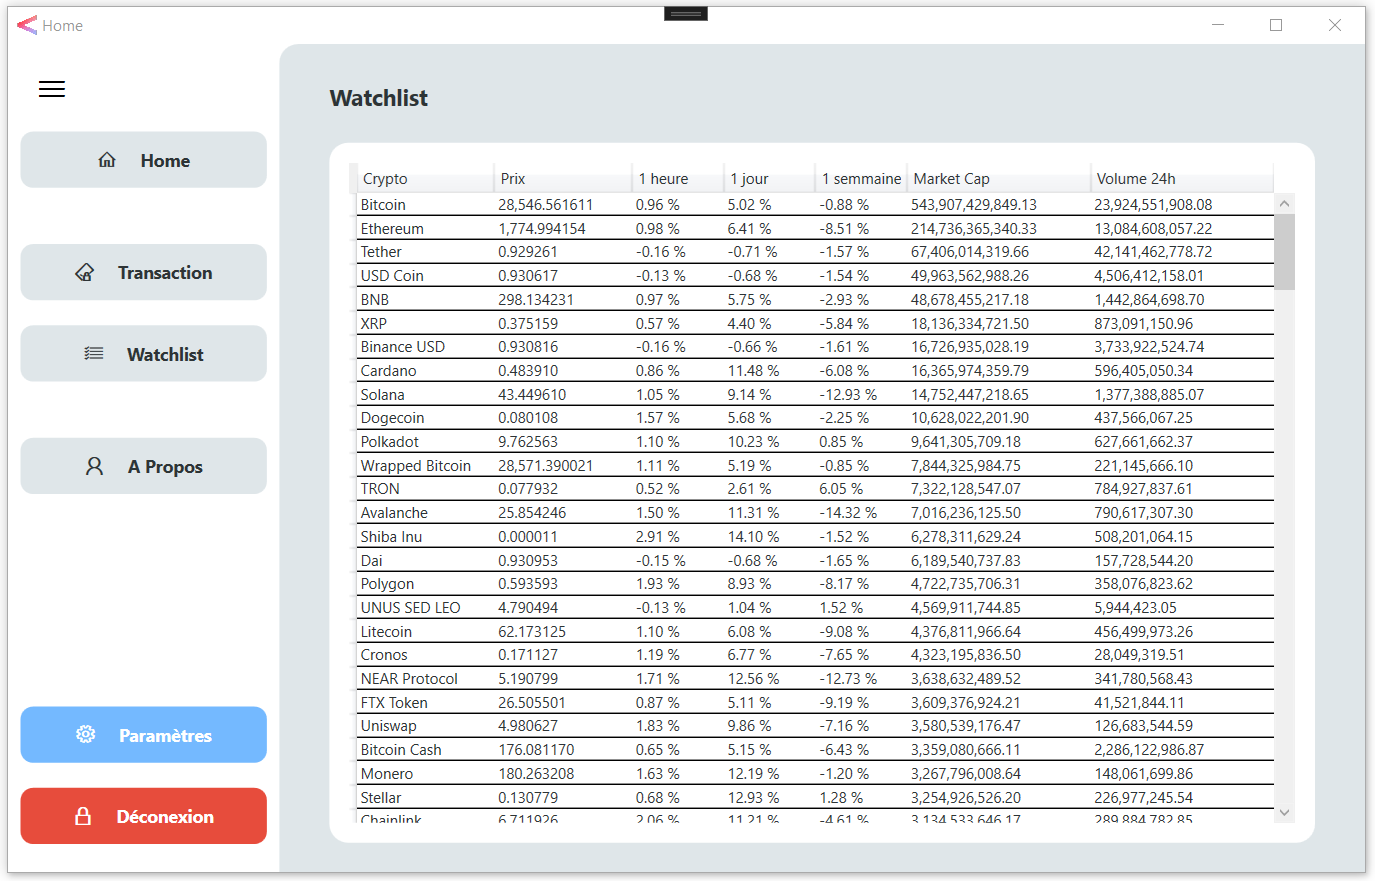 Home
Watchlist
Home
Transaction
Watchlist
A Propos
Paramètres
Déconexion
Crypto Prix 1 heure 1 jour 1 semmaine Market Cap Volume 24h
Bitcoin 28,546.561611 0.96 % 5.02 % -0.88 % 543,907,429,849.13 23,924,551,908.08
Ethereum 1,774.994154 0.98 % 6.41 % -8.51 % 214,736,365,340.33 13,084,608,057.22
Tether 0.929261 -0.16 % -0.71 % -1.57 % 67,406,014,319.66 42,141,462,778.72
USD Coin 0.930617 -0.13 % -0.68 % -1.54 % 49,963,562,988.26 4,506,412,158.01
BNB 298.134231 0.97 % 5.75 % -2.93 % 48,678,455,217.18 1,442,864,698.70
XRP 0.375159 0.57 % 4.40 % -5.84 % 18,136,334,721.50 873,091,150.96
Binance USD 0.930816 -0.16 % -0.66 % -1.61 % 16,726,935,028.19 3,733,922,524.74
Cardano 0.483910 0.86 % 11.48 % -6.08 % 16,365,974,359.79 596,405,050.34
Solana 43.449610 1.05 % 9.14 % -12.93 % 14,752,447,218.65 1,377,388,885.07
Dogecoin 0.080108 1.57 % 5.68 % -2.25 % 10,628,022,201.90 437,566,067.25
Polkadot 9.762563 1.10 % 10.23 % 0.85 % 9,641,305,709.18 627,661,662.37
Wrapped Bitcoin 28,571.390021 1.11 % 5.19 % -0.85 % 7,844,325,984.75 221,145,666.10
TRON 0.077932 0.52 % 2.61 % 6.05 % 7,322,128,547.07 784,927,837.61
Avalanche 25.854246 1.50 % 11.31 % -14.32 % 7,016,236,125.50 790,617,307.30
Shiba Inu 0.000011 2.91 % 14.10 % -1.52 % 6,278,311,629.24 508,201,064.15
Dai 0.930953 -0.15 % -0.68 % -1.65 % 6,189,540,737.83 157,728,544.20
Polygon 0.593593 1.93 % 8.93 % -8.17 % 4,722,735,706.31 358,076,823.62
UNUS SED LEO 4.790494 -0.13 % 1.04 % 1.52 % 4,569,911,744.85 5,944,423.05
Litecoin 62.173125 1.10 % 6.08 % -9.08 % 4,376,811,966.64 456,499,973.26
Cronos 0.171127 1.19 % 6.77 % -7.65 % 4,323,195,836.50 28,049,319.51
NEAR Protocol 5.190799 1.71 % 12.56 % -12.73 % 3,638,632,489.52 341,780,568.43
FTX Token 26.505501 0.87 % 5.11 % -9.19 % 3,609,376,924.21 41,521,844.11
Uniswap 4.980627 1.83 % 9.86 % -7.16 % 3,580,539,176.47 126,683,544.59
Bitcoin Cash 176.081170 0.65 % 5.15 % -6.43 % 3,359,080,666.11 2,286,122,986.87
Monero 180.263208 1.63 % 12.19 % -1.20 % 3,267,796,008.64 148,061,699.86
Stellar 0.130779 0.68 % 12.93 % 1.28 % 3,254,926,526.20 226,977,245.54
Chainlink 6.711926 2.06 % 11.21 % -4.61 % 3,134,533,646.17 289,884,782.85